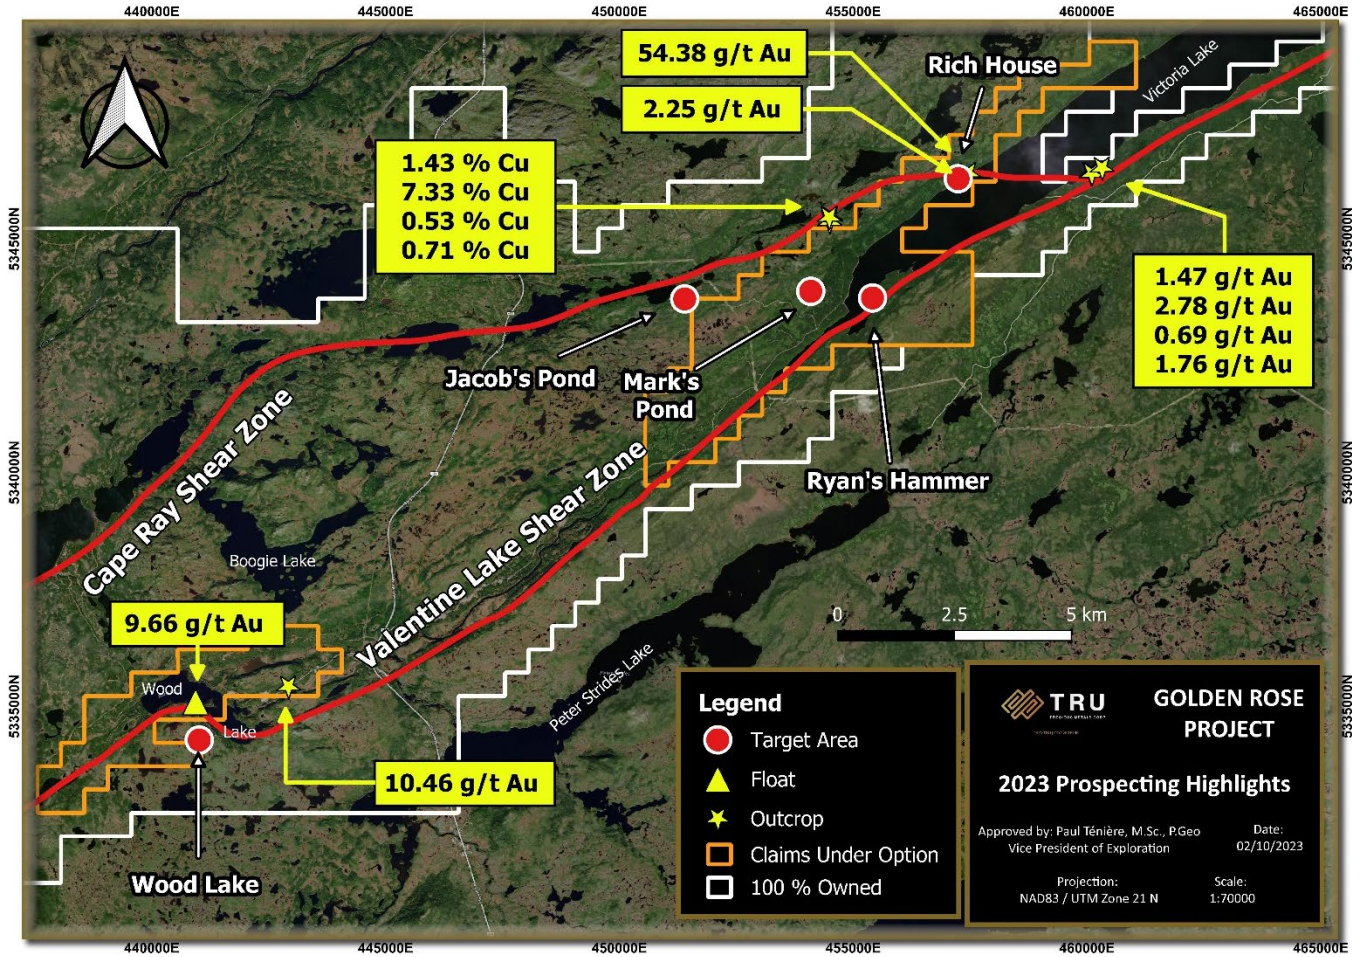 440000E
445000E
450000E
455000E
460000E
465000E
54.38 g/t Au
Rich House
Victoria Lake
2.25 g/t Au
1.43 % Cu
7.33 % Cu
0.53 % Cu
0.71 % Cu
5345000N
5345000N
1.47 g/t Au
2.78 g/t Au
0.69 g/t Au
1.76 g/t Au
Jacob's Pond
Mark's
Pond
Ryan's Hammer
Cape Ray Shear Zone
Valentine Lake Shear Zone
5340000N
5340000N
Boogie Lake
9.66 g/t Au
0
2.5
5 km
Peter Strides Lake
Wood
Lake
10.46 g/t Au
Wood Lake
5335000N
5335000N
Legend
Target Area
Float
Outcrop
Claims Under Option
100 % Owned
TRU
PRECIOUS METALS CORP
GOLDEN ROSE
PROJECT
2023 Prospecting Highlights
Approved by: Paul Ténière, M.Sc., P.Geo
Vice President of Exploration
Date:
02/10/2023
Projection:
NAD83 / UTM Zone 21 N
Scale:
1:70000
440000E
445000E
450000E
455000E
460000E
465000E